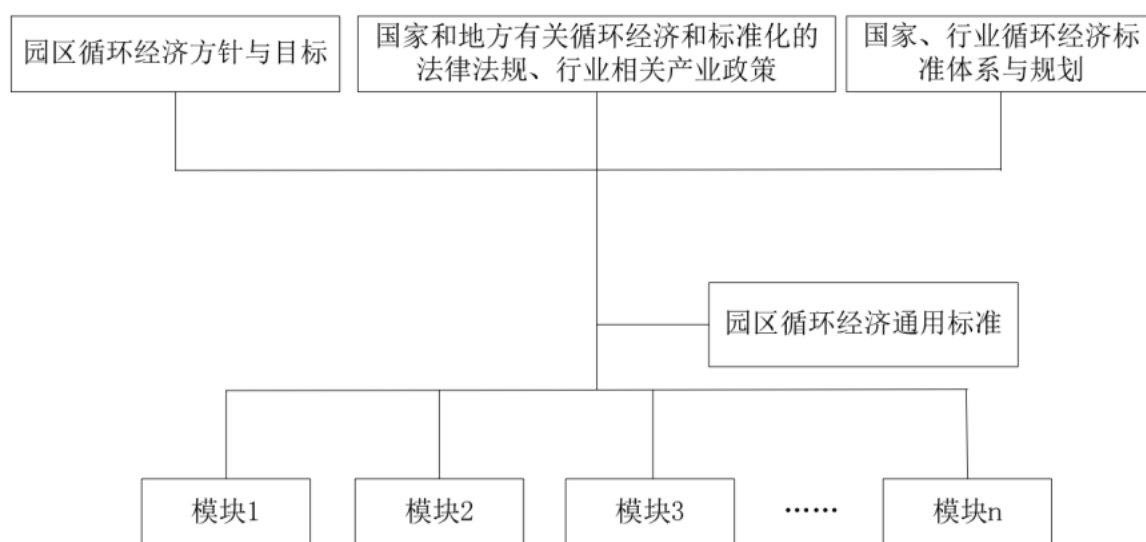 园区循环经济方针与目标
国家和地方有关循环经济和标准化的
法律法规、行业相关产业政策
国家、行业循环经济标
准体系与规划
园区循环经济通用标准
模块1
模块2
模块3
……
模块n